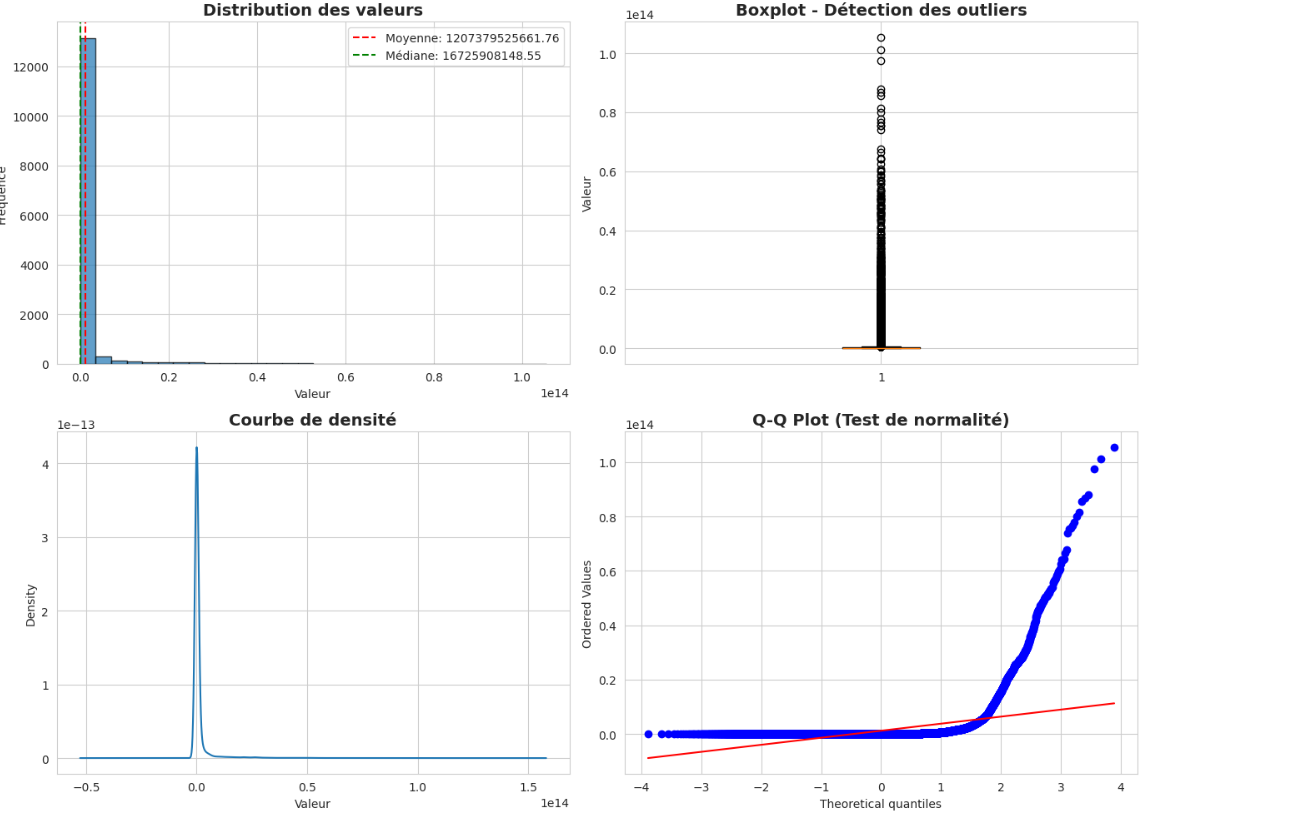 Distribution des valeurs
Moyenne: 1207379525661.76
Médiane: 16725908148.55
12000
10000
8000
6000
4000
2000
0
Fréquence
0.0 0.2 0.4 0.6 0.8 1.0
Valeur
1e14
Boxplot - Détection des outliers
1e14
1.0
0.8
0.6
0.4
0.2
0.0
Valeur
1
Courbe de densité
1e−13
4
3
2
1
0
Density
−0.5 0.0 0.5 1.0 1.5
Valeur
1e14
Q-Q Plot (Test de normalité)
1e14
1.0
0.8
0.6
0.4
0.2
0.0
Ordered Values
−4 −3 −2 −1 0 1 2 3 4
Theoretical quantiles